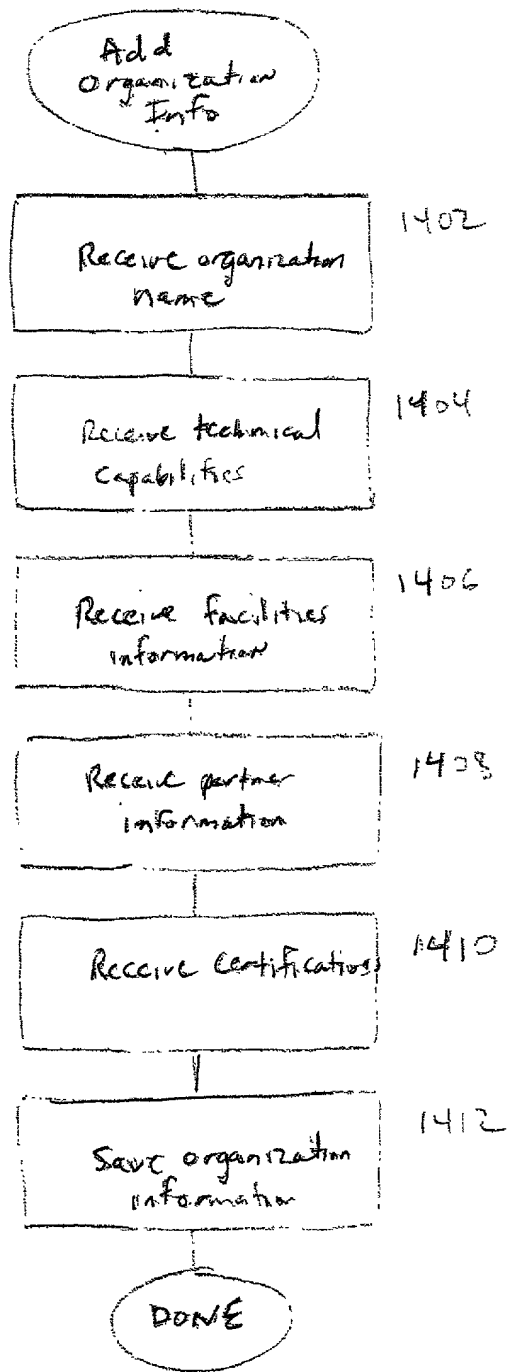 Add
Organization
Info
1402
Receive organization
name
1404
Receive technical
capabilities
1406
Receive facilities
information
1408
Receive partner
information
Receive Certifications
1410
1412
Save organization
information
DONE